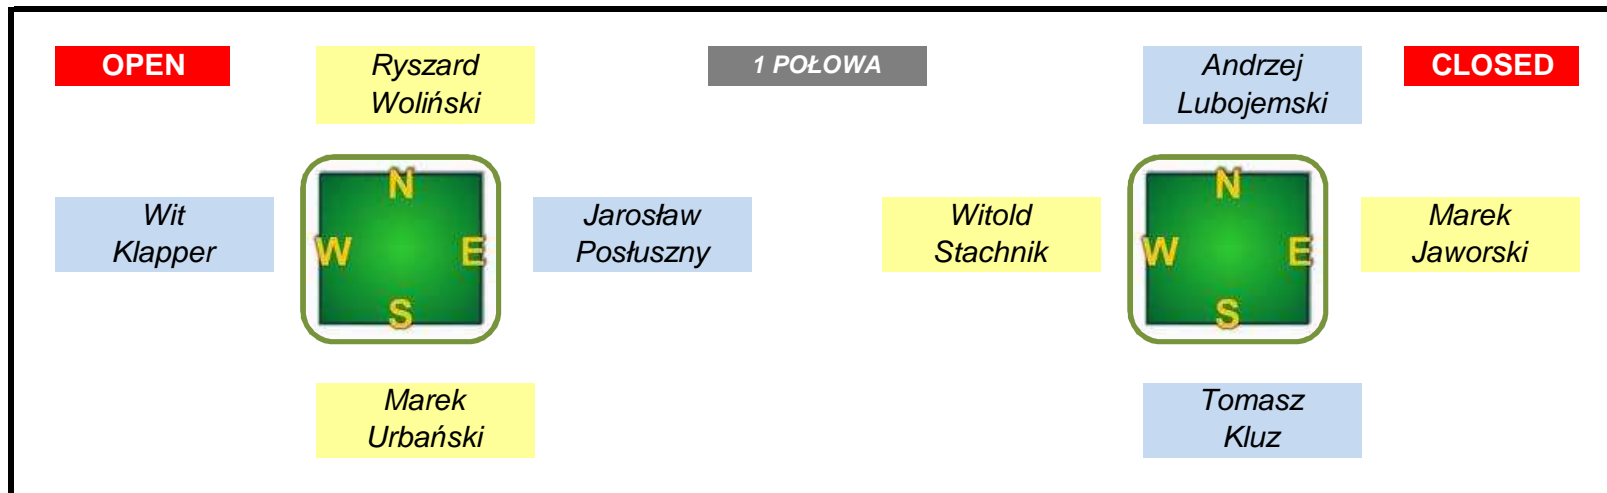 OPEN
Ryszard
Woliński
1 POŁOWA
Andrzej
Lubojemski
CLOSED
N
W
E
S
Wit
Klapper
Jarosław
Posłuszny
Marek
Urbański
N
W
E
S
Witold
Stachnik
Marek
Jaworski
Tomasz
Kluz